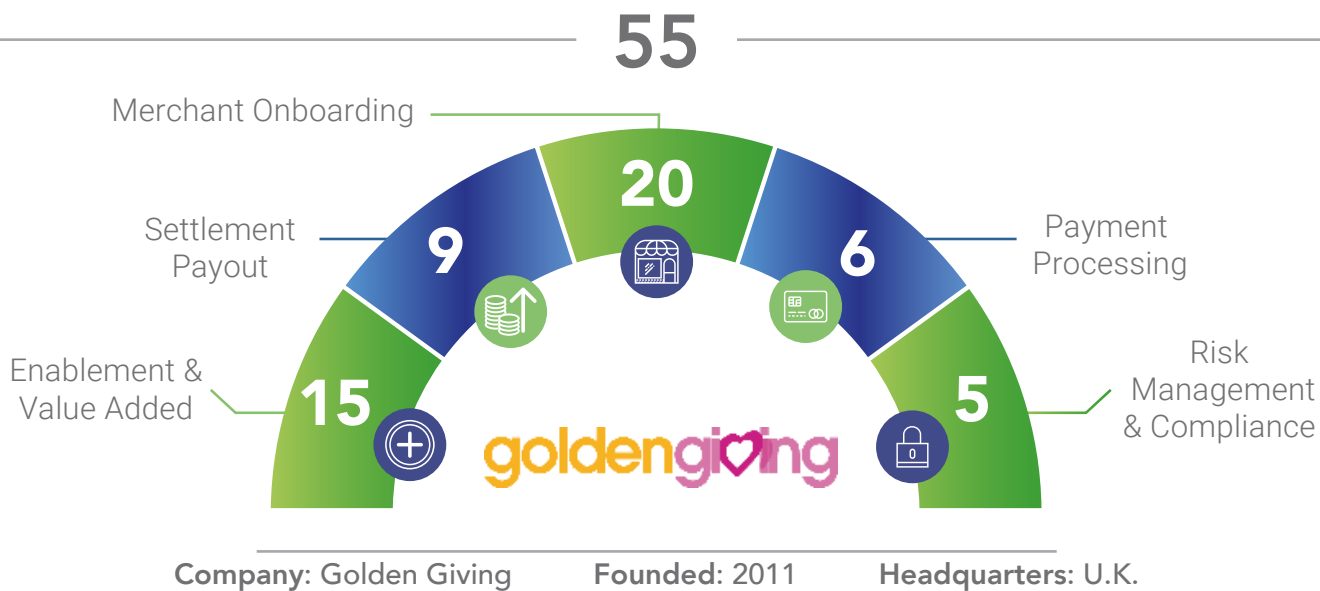 55
Merchant Onboarding
20
Settlement
Payout
9
6
Payment
Processing
Enablement &
Value Added
15
5
Risk
Management
& Compliance
0
goldengiving
Company: Golden Giving Founded: 2011 Headquarters: U.K.